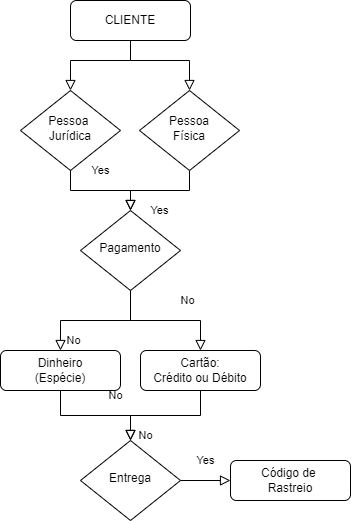 CLIENTE
Pessoa
Jurídica
Pessoa
Física
Yes
Yes
Pagamento
No
No
Dinheiro
(Espécie)
Cartão:
Crédito ou Débito
No
No
Entrega
Yes
Código de
Rastreio